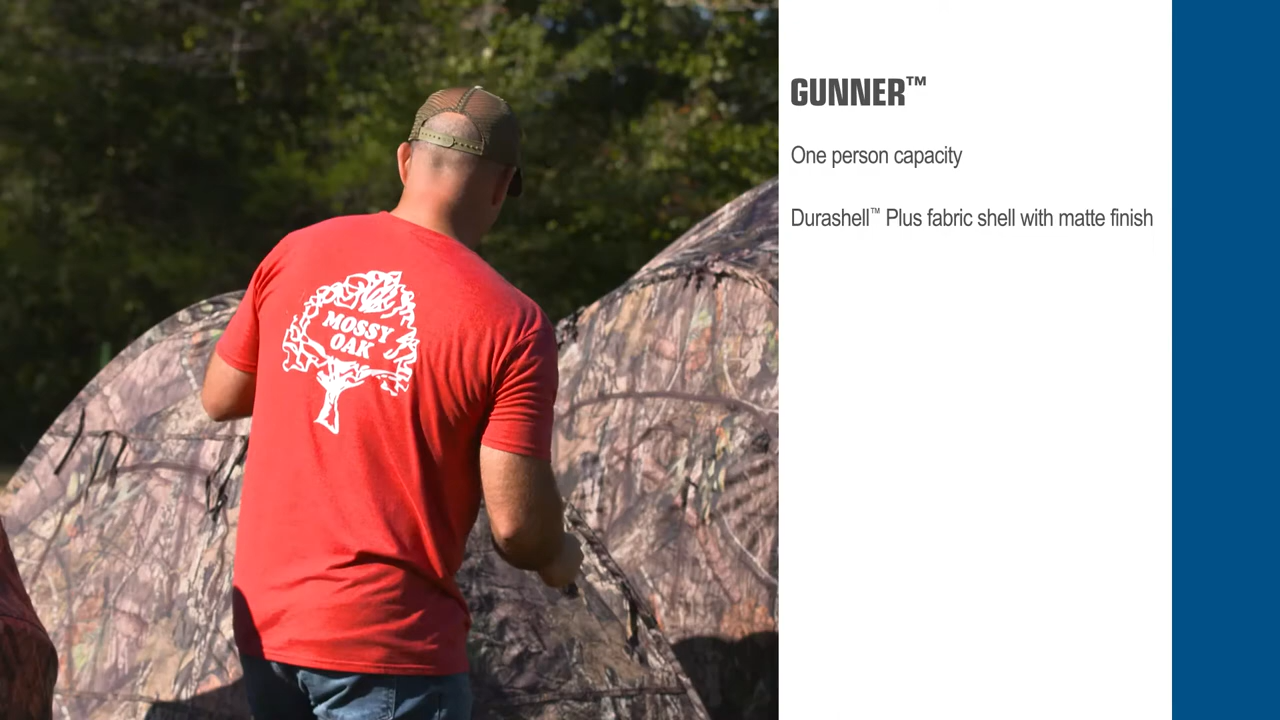 GUNNER™
One person capacity
Durashell™ Plus fabric shell with matte finish
MOSSY
OAK